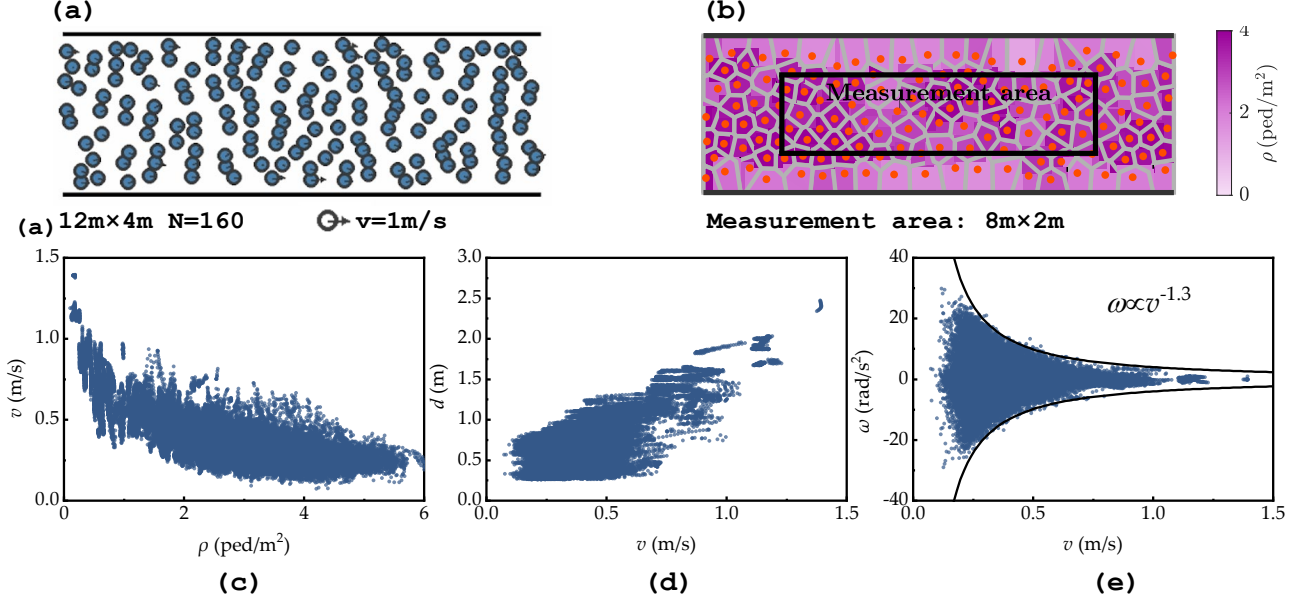 (a)
(b)
Measurement area
4
2
0
ρ (ped/m²)
12m×4m N=160
v=1m/s
Measurement area: 8m×2m
(a)
1.5
1.0
0.5
0.0
v (m/s)
0
2
4
6
ρ (ped/m²)
(c)
3.0
2.5
2.0
1.5
1.0
0.5
0.0
d (m)
0.0
0.5
1.0
1.5
v (m/s)
(d)
40
20
0
-20
-40
ω (rad/s²)
ω∝v⁻¹·³
0.0
0.5
1.0
1.5
v (m/s)
(e)